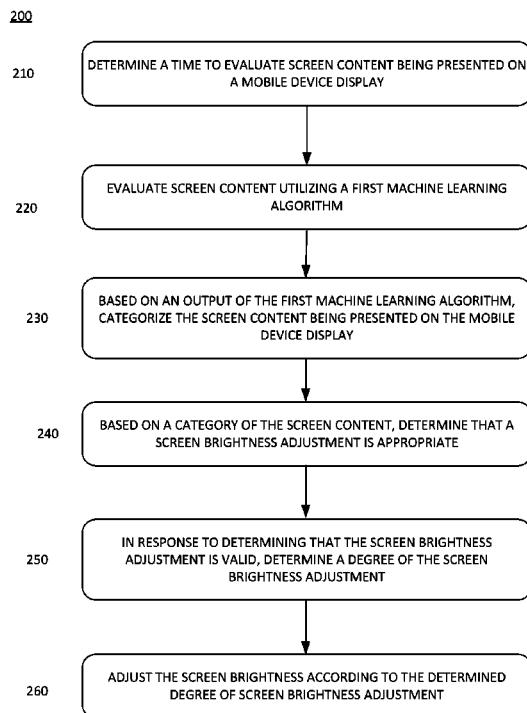 200
210
DETERMINE A TIME TO EVALUATE SCREEN CONTENT BEING PRESENTED ON
A MOBILE DEVICE DISPLAY
220
EVALUATE SCREEN CONTENT UTILIZING A FIRST MACHINE LEARNING
ALGORITHM
230
BASED ON AN OUTPUT OF THE FIRST MACHINE LEARNING ALGORITHM,
CATEGORIZE THE SCREEN CONTENT BEING PRESENTED ON THE MOBILE
DEVICE DISPLAY
240
BASED ON A CATEGORY OF THE SCREEN CONTENT, DETERMINE THAT A
SCREEN BRIGHTNESS ADJUSTMENT IS APPROPRIATE
250
IN RESPONSE TO DETERMINING THAT THE SCREEN BRIGHTNESS
ADJUSTMENT IS VALID, DETERMINE A DEGREE OF THE SCREEN
BRIGHTNESS ADJUSTMENT
260
ADJUST THE SCREEN BRIGHTNESS ACCORDING TO THE DETERMINED
DEGREE OF SCREEN BRIGHTNESS ADJUSTMENT